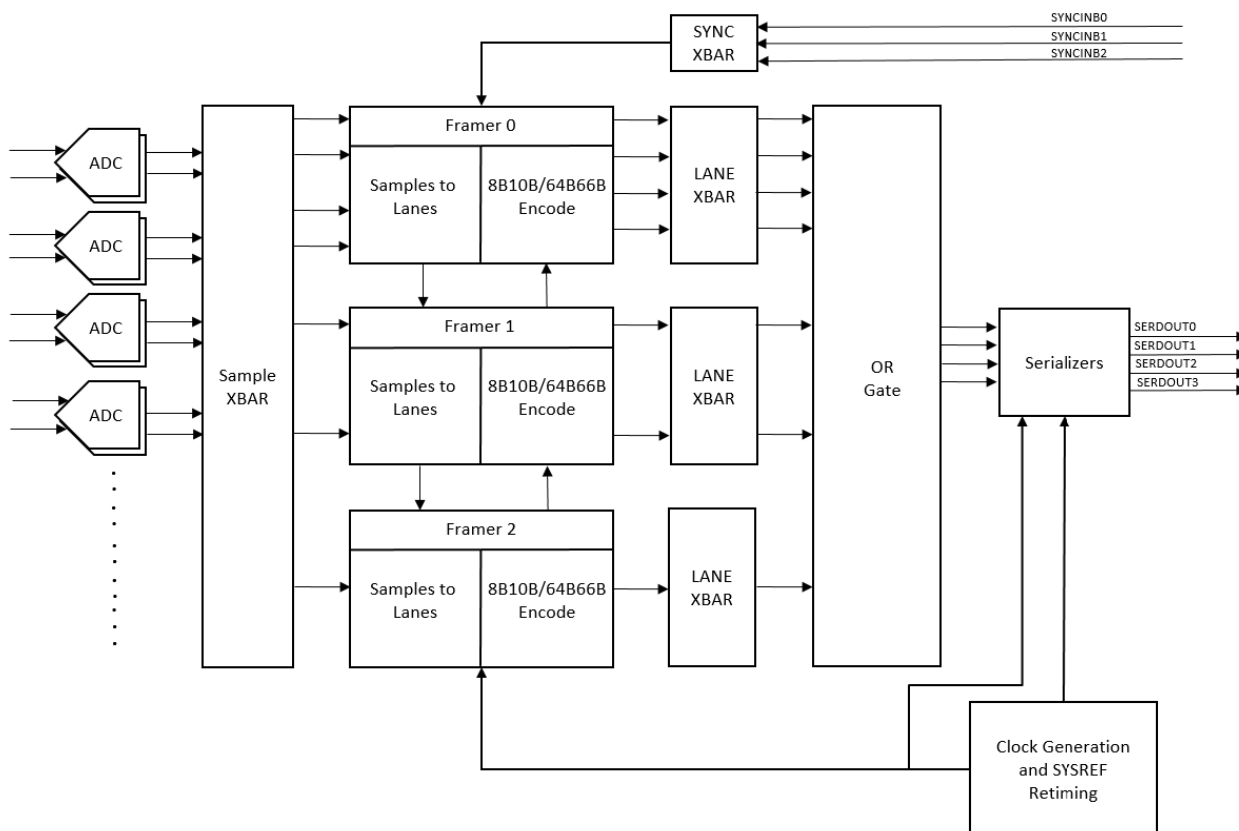 SYNCINB0
SYNC
XBAR
SYNCINB1
SYNCINB2
Framer 0
ADC
Samples to
Lanes
8B10B/64B66B
Encode
LANE
XBAR
ADC
ADC
Framer 1
SERDOUT0
SERDOUT1
SERDOUT2
SERDOUT3
Sample
XBAR
Samples to
Lanes
8B10B/64B66B
Encode
LANE
XBAR
OR
Gate
Serializers
ADC
Framer 2
Samples to
Lanes
8B10B/64B66B
Encode
LANE
XBAR
Clock Generation
and SYSREF
Retiming